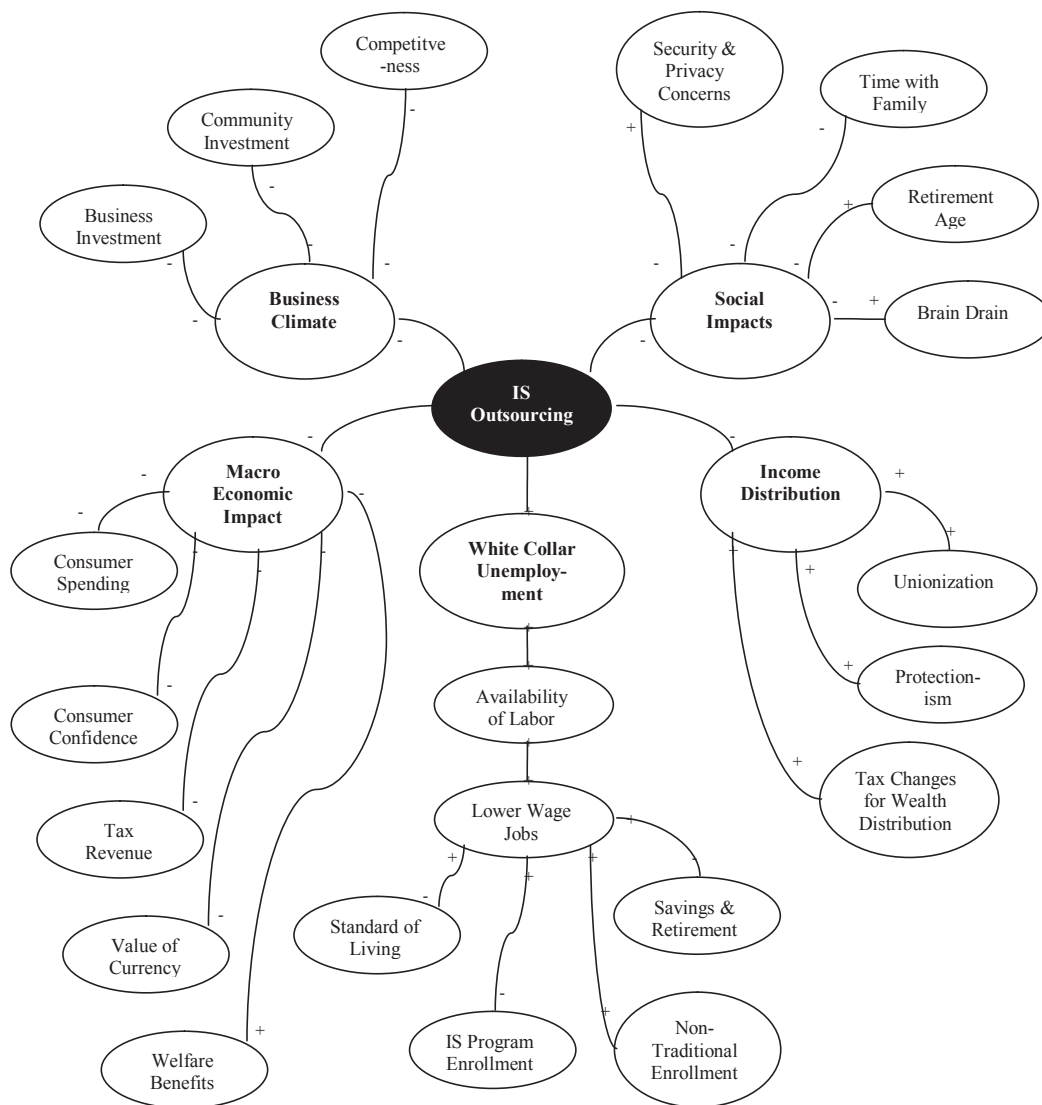 Competitve
-ness
Security &
Privacy
Concerns
Time with
Family
Community
Investment
Business
Investment
Retirement
Age
Brain Drain
Business
Climate
Social
Impacts
IS
Outsourcing
Macro
Economic
Impact
Income
Distribution
White Collar
Unemploy-
ment
Consumer
Spending
Unionization
Availability
of Labor
Protection-
ism
Consumer
Confidence
Tax Changes
for Wealth
Distribution
Lower Wage
Jobs
Tax
Revenue
Standard of
Living
Savings &
Retirement
Value of
Currency
IS Program
Enrollment
Non-
Traditional
Enrollment
Welfare
Benefits